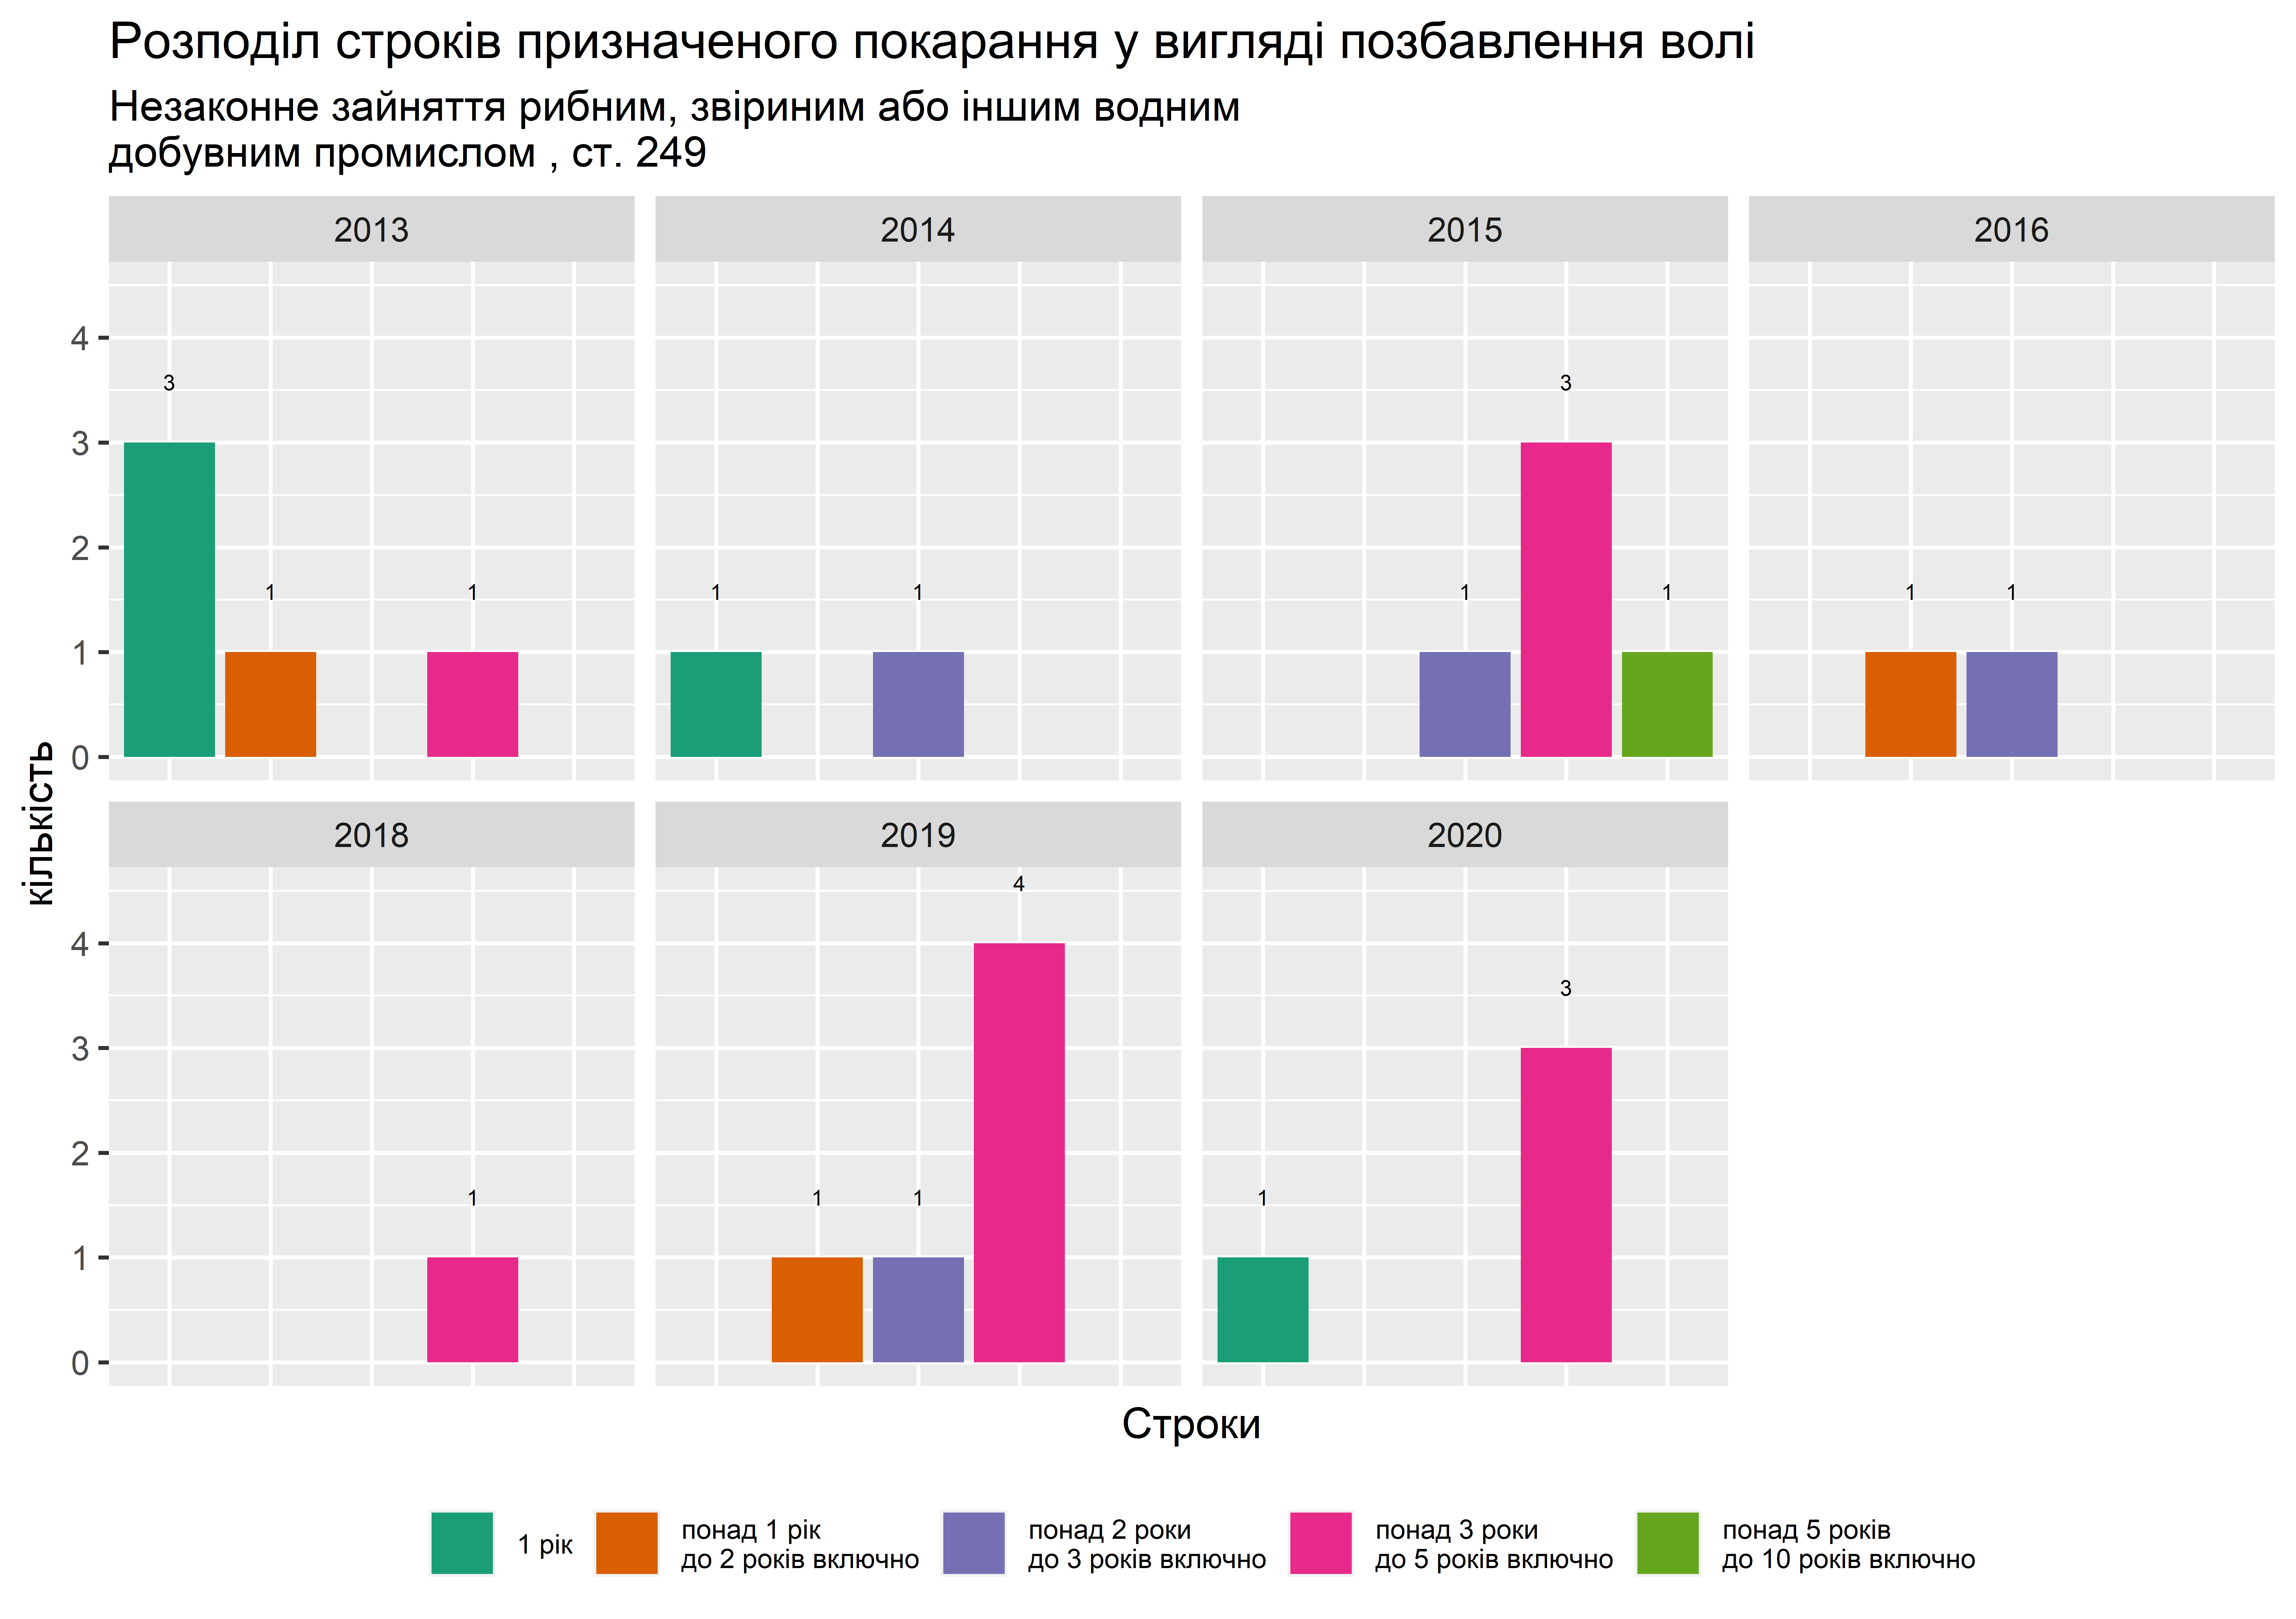 Розподіл строків призначеного покарання у вигляді позбавлення волі
Незаконне зайняття рибним, звіриним або іншим водним
добувним промислом , ст. 249
2013
2014
2015
2016
4
3
2
1
0
3
1
1
1
1
1
3
1
1
1
кількість
2018
2019
2020
4
3
2
1
0
1
1
1
4
1
3
Строки
1 рік
понад 1 рік
до 2 років включно
понад 2 роки
до 3 років включно
понад 3 роки
до 5 років включно
понад 5 років
до 10 років включно